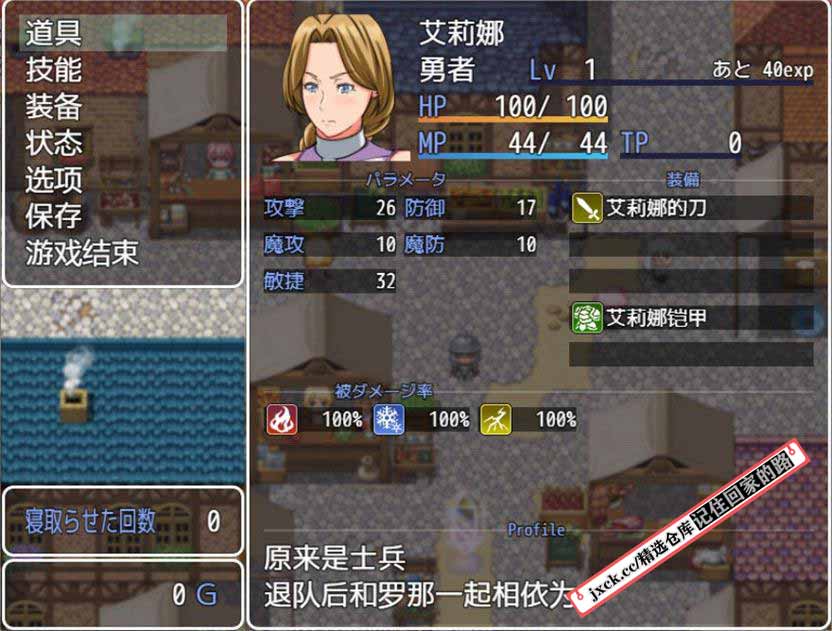 道具
技能
装备
状态
选项
保存
游戏结束
寝取らせた回数 0
0 G
艾莉娜
勇者 Lv 1 あと 40exp
HP 100/ 100
MP 44/ 44 TP 0
パラメータ
攻撃 26 防御 17
魔攻 10 魔防 10
敏捷 32
装備
艾莉娜的刀
艾莉娜铠甲
被ダメージ率
100% 100% 100%
Profile
原来是士兵
退队后和罗那一起相依为
jxck.cc/精选仓库记住回家的路